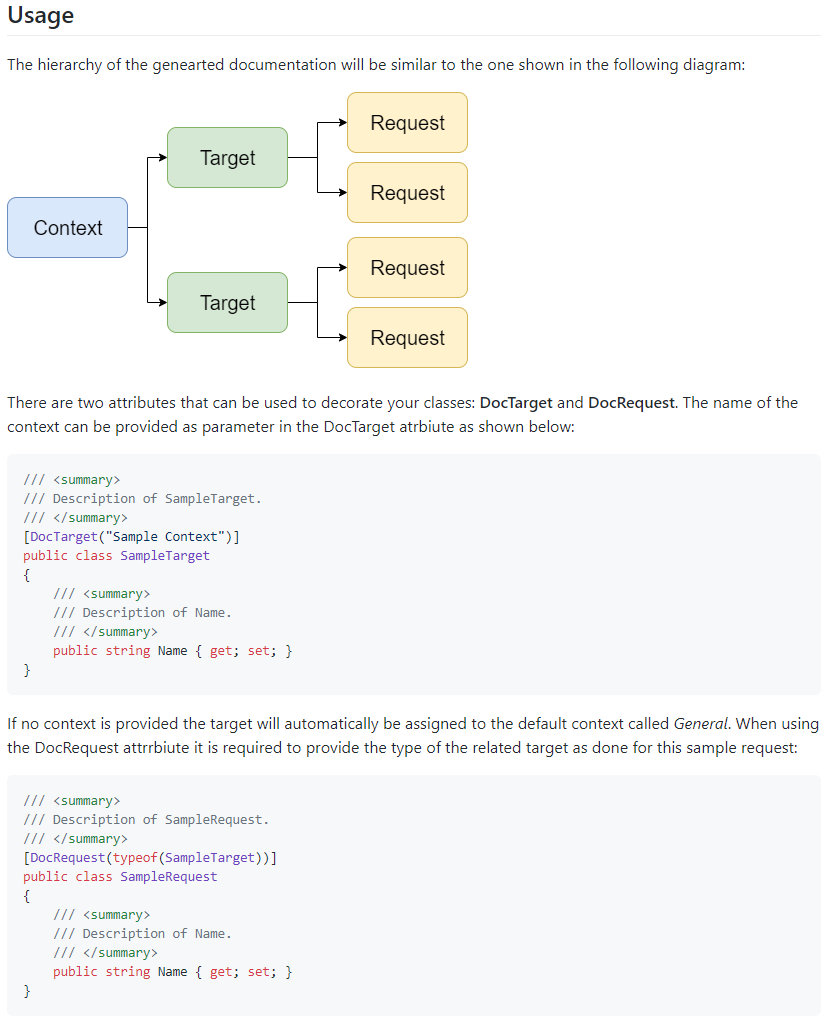 Usage
The hierarchy of the genearted documentation will be similar to the one shown in the following diagram:
Request
Target
Request
Context
Request
Target
Request
There are two attributes that can be used to decorate your classes: DocTarget and DocRequest. The name of the
context can be provided as parameter in the DocTarget atrbiute as shown below:
/// <summary>
/// Description of SampleTarget.
/// </summary>
[DocTarget("Sample Context")]
public class SampleTarget
{
    /// <summary>
    /// Description of Name.
    /// </summary>
    public string Name { get; set; }
}
If no context is provided the target will automatically be assigned to the default context called General. When using
the DocRequest attrrbiute it is required to provide the type of the related target as done for this sample request:
/// <summary>
/// Description of SampleRequest.
/// </summary>
[DocRequest(typeof(SampleTarget))]
public class SampleRequest
{
    /// <summary>
    /// Description of Name.
    /// </summary>
    public string Name { get; set; }
}